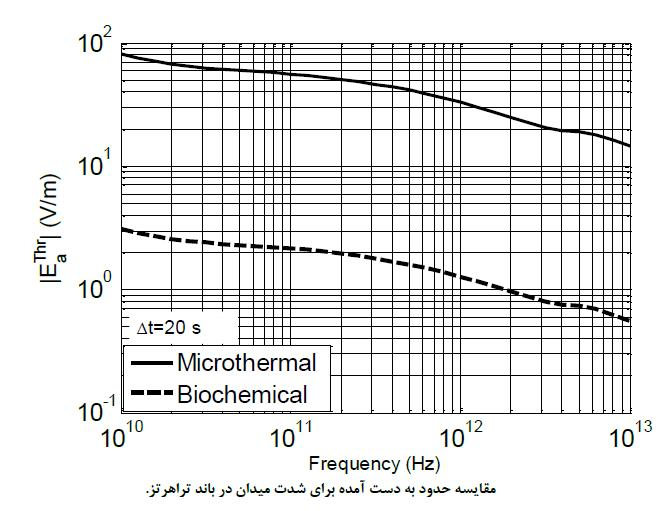 10^2
10^1
10^0
10^-1
|E_a^Thr| (V/m)
Δt=20 s
Microthermal
Biochemical
10^10 10^11 10^12 10^13
Frequency (Hz)
مقایسه حدود به دست آمده برای شدت میدان در باند تراهرتز.